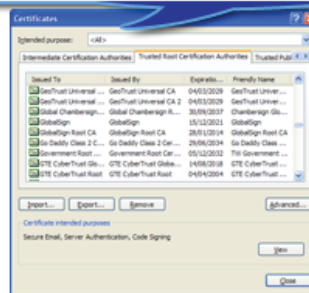 Certificates
Intended purpose: <All>
Intermediate Certification Authorities Trusted Root Certification Authorities Trusted Publ
Issued To Issued By Expiratio... Friendly Name
GeoTrust Universal ... GeoTrust Universal CA 04/03/2029 GeoTrust Univer...
GeoTrust Universal ... GeoTrust Universal CA 2 04/03/2029 GeoTrust Univer...
Global Chambersign ... Global Chambersign R... 30/09/2037 Chambersign Glo...
GlobalSign GlobalSign 15/12/2021 GlobalSign
GlobalSign Root CA GlobalSign Root CA 28/01/2014 GlobalSign Root CA
Go Daddy Class 2 Cer... Go Daddy Class 2 Cer... 29/06/2034 Go Daddy Class ...
Government Root ... Government Root Cer... 05/12/2032 TW Government ...
GTE CyberTrust Glo... GTE CyberTrust Globa... 14/08/2018 GTE CyberTrust ...
GTE CyberTrust Root GTE CyberTrust Root 04/04/2004 GTE CyberTrust ...
Import... Export... Remove Advanced...
Certificate intended purposes
Secure Email, Server Authentication, Code Signing
View
Close